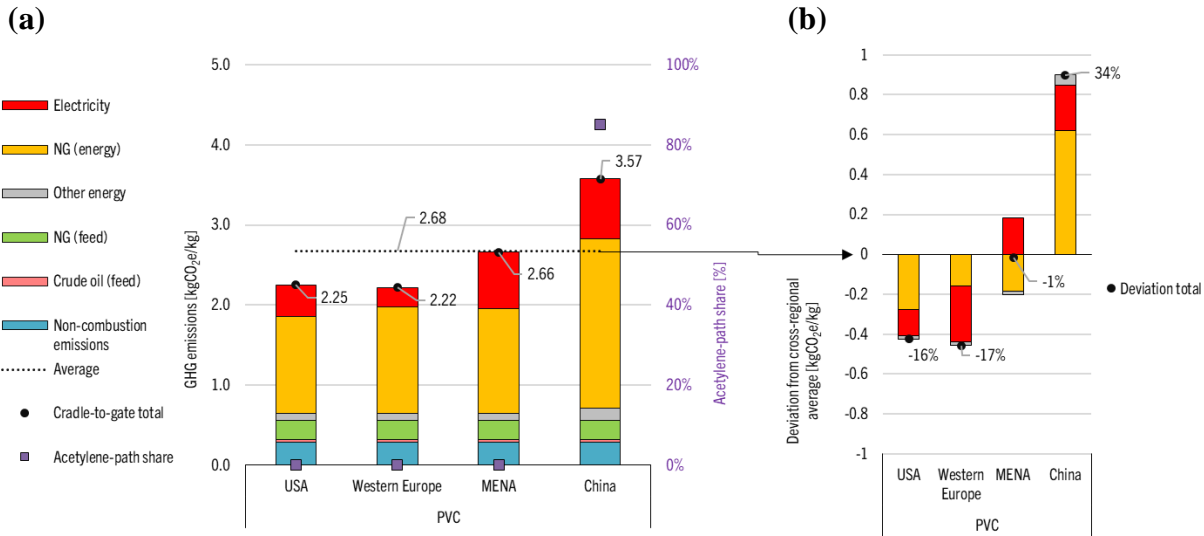 (a)
(b)
Electricity
NG (energy)
Other energy
NG (feed)
Crude oil (feed)
Non-combustion
emissions
Average
Cradle-to-gate total
Acetylene-path share
GHG emissions [kgCO₂e/kg]
5.0
4.0
3.0
2.0
1.0
0.0
2.25
2.22
2.68
2.66
3.57
USA
Western Europe
MENA
China
PVC
100%
80%
60%
40%
20%
0%
Acetylene-path share [%]
Deviation from cross-regional
average [kgCO₂e/kg]
1
0.8
0.6
0.4
0.2
0
-0.2
-0.4
-0.6
-0.8
-1
-16%
-17%
-1%
34%
USA
Western
Europe
MENA
China
PVC
Deviation total